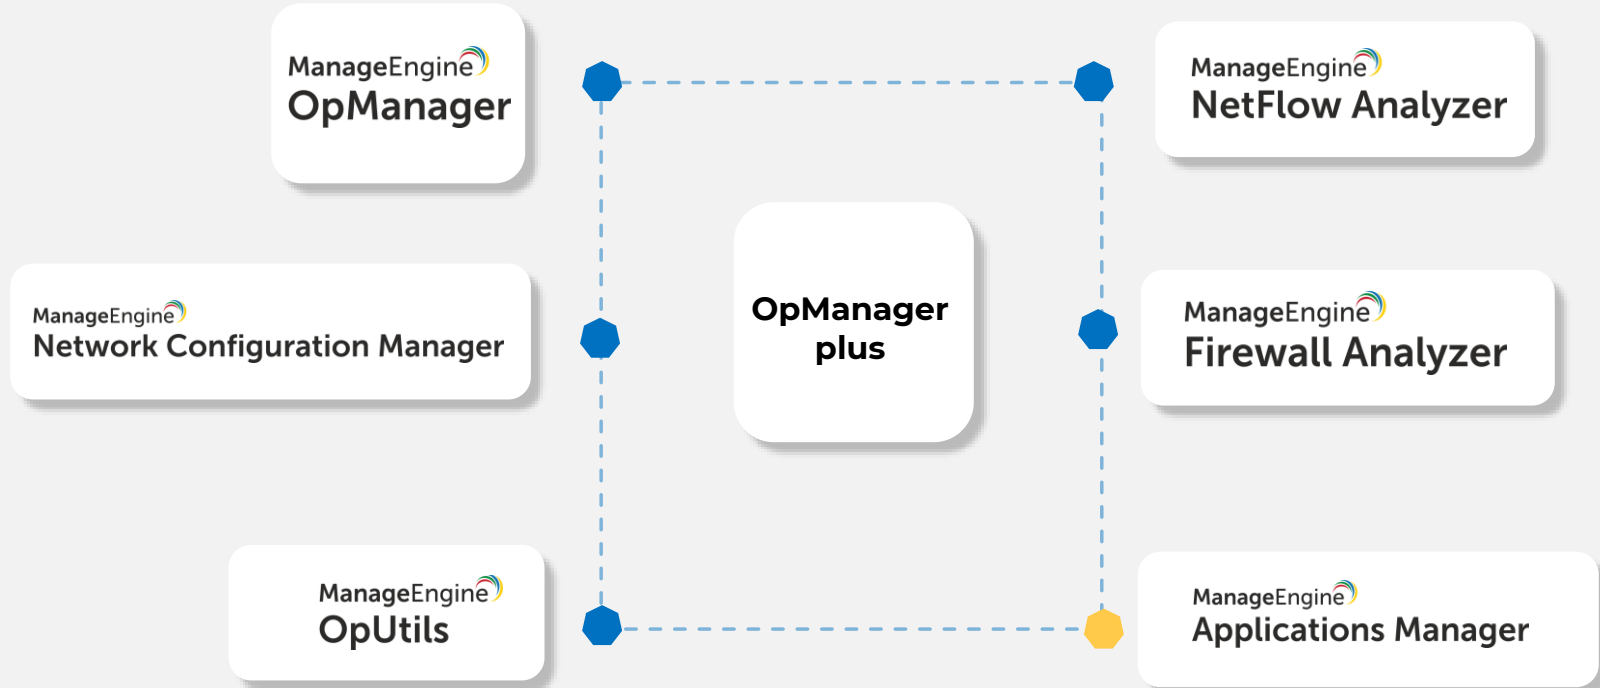 ManageEngine
OpManager
ManageEngine
NetFlow Analyzer
OpManager
plus
ManageEngine
Network Configuration Manager
ManageEngine
Firewall Analyzer
ManageEngine
OpUtils
ManageEngine
Applications Manager